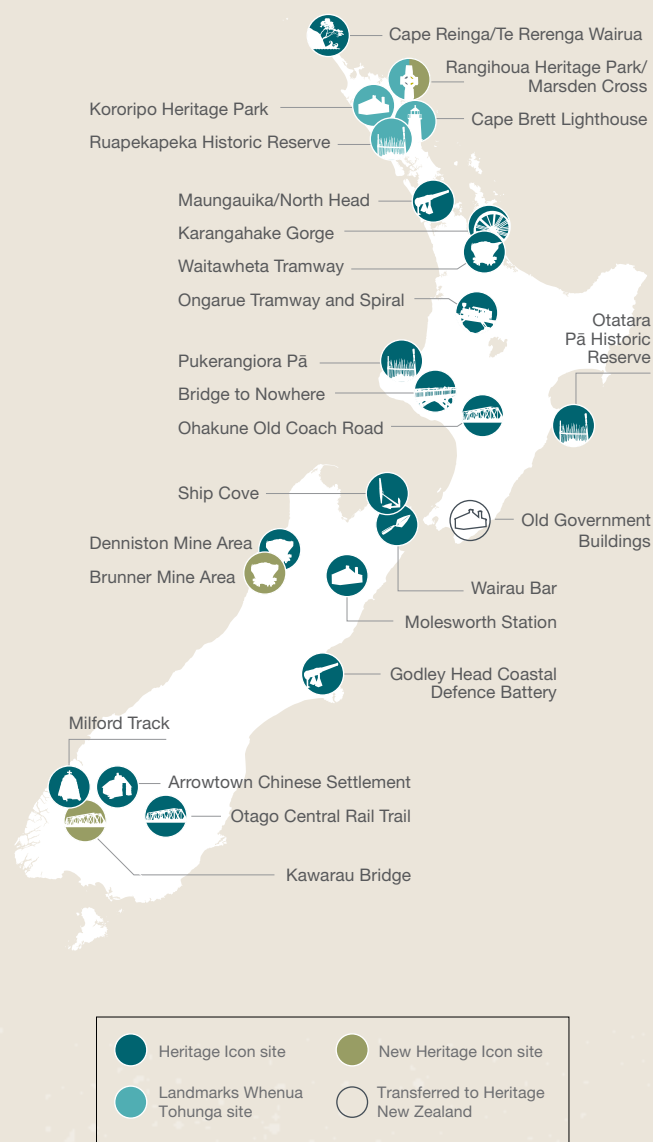 Cape Reinga/Te Rerenga Wairua
Rangihoua Heritage Park/
Marsden Cross
Kororipo Heritage Park
Cape Brett Lighthouse
Ruapekapeka Historic Reserve
Maungauika/North Head
Karangahake Gorge
Waitawheta Tramway
Ongarue Tramway and Spiral
Otatara
Pā Historic
Reserve
Pukerangiora Pā
Bridge to Nowhere
Ohakune Old Coach Road
Ship Cove
Old Government
Buildings
Denniston Mine Area
Brunner Mine Area
Wairau Bar
Molesworth Station
Godley Head Coastal
Defence Battery
Milford Track
Arrowtown Chinese Settlement
Otago Central Rail Trail
Kawarau Bridge
Heritage Icon site
New Heritage Icon site
Landmarks Whenua
Tohunga site
Transferred to Heritage
New Zealand